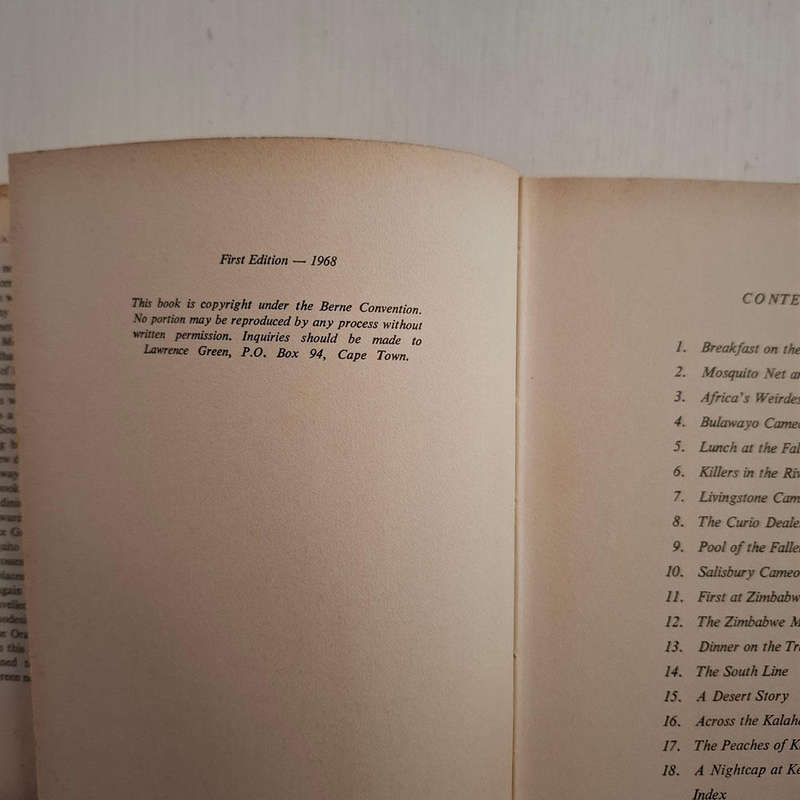 First Edition — 1968
This book is copyright under the Berne Convention.
No portion may be reproduced by any process without
written permission. Inquiries should be made to
Lawrence Green, P.O. Box 94, Cape Town.
CONTE
1. Breakfast on the
2. Mosquito Net an
3. Africa's Weirdes
4. Bulawayo Cameo
5. Lunch at the Fal
6. Killers in the Riv
7. Livingstone Cam
8. The Curio Deale
9. Pool of the Falle
10. Salisbury Cameo
11. First at Zimbabw
12. The Zimbabwe M
13. Dinner on the Tr
14. The South Line
15. A Desert Story
16. Across the Kalaha
17. The Peaches of K
18. A Nightcap at Ke
Index